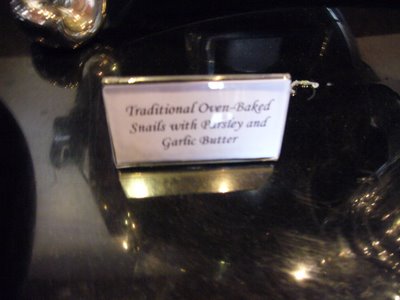 Traditional Oven-Baked
Snails with Parsley and
Garlic Butter